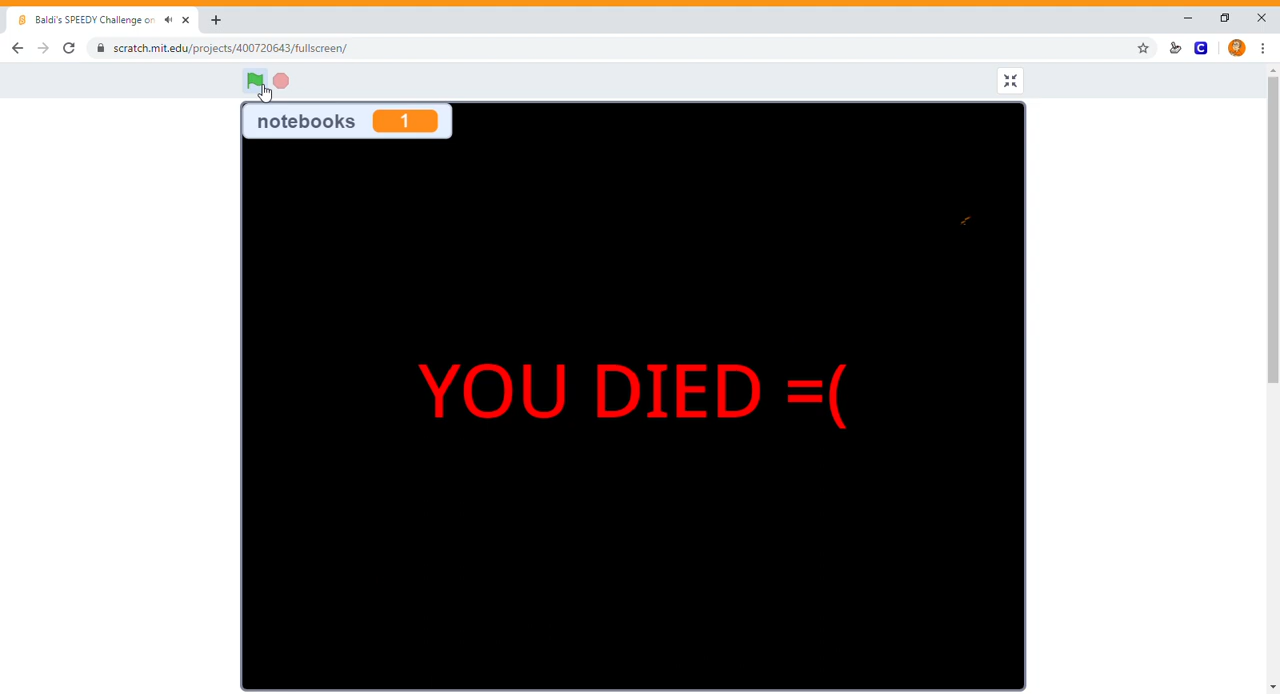 Baldi's SPEEDY Challenge on
scratch.mit.edu/projects/400720643/fullscreen/
notebooks 1
YOU DIED =(